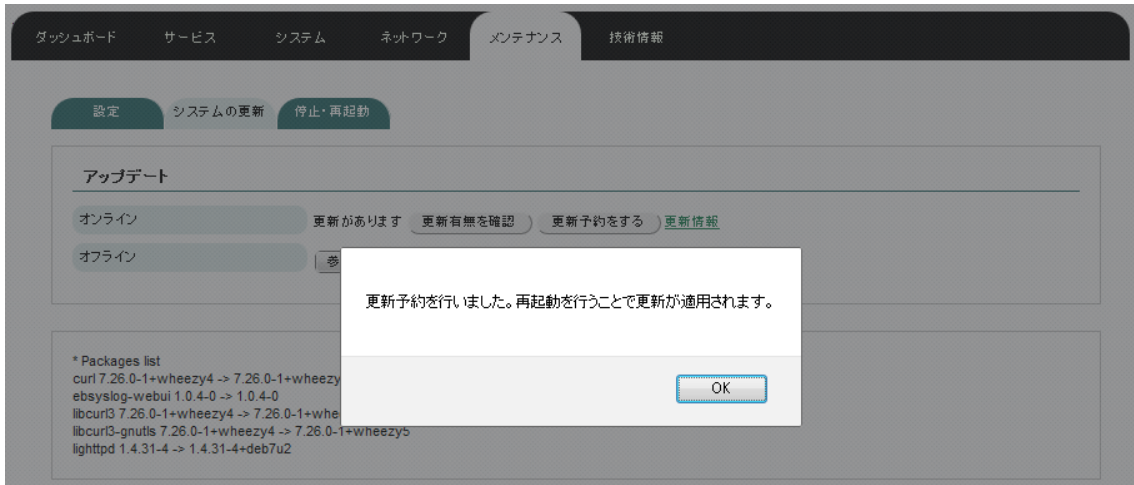 ダッシュボード サービス システム ネットワーク メンテナンス 技術情報
設定 システムの更新 停止・再起動
アップデート
オンライン 更新があります 更新有無を確認 更新予約をする 更新情報
オフライン 参
更新予約を行いました。再起動を行うことで更新が適用されます。
OK
* Packages list
curl 7.26.0-1+wheezy4 -> 7.26.0-1+wheezy
ebsyslog-webui 1.0.4-0 -> 1.0.4-0
libcurl3 7.26.0-1+wheezy4 -> 7.26.0-1+whe
libcurl3-gnutls 7.26.0-1+wheezy4 -> 7.26.0-1+wheezy5
lighttpd 1.4.31-4 -> 1.4.31-4+deb7u2